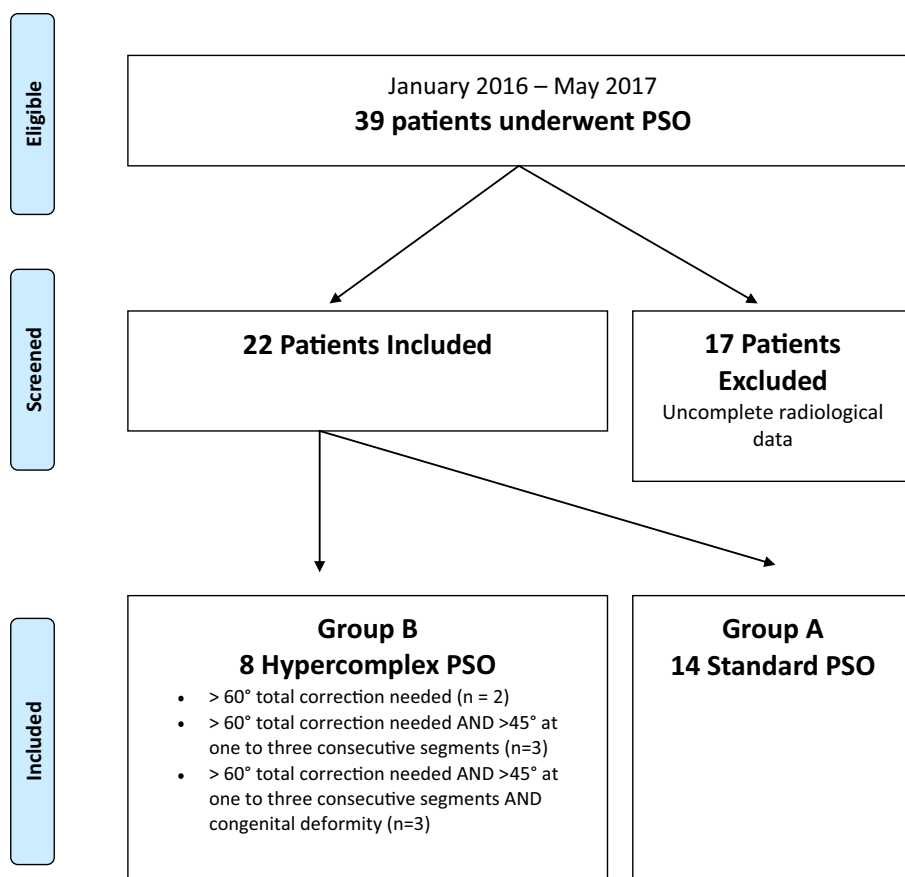 Eligible
January 2016 – May 2017
39 patients underwent PSO
Screened
22 Patients Included
17 Patients
Excluded
Uncomplete radiological
data
Included
Group B
8 Hypercomplex PSO
• > 60° total correction needed (n = 2)
• > 60° total correction needed AND >45° at
one to three consecutive segments (n=3)
• > 60° total correction needed AND >45° at
one to three consecutive segments AND
congenital deformity (n=3)
Group A
14 Standard PSO